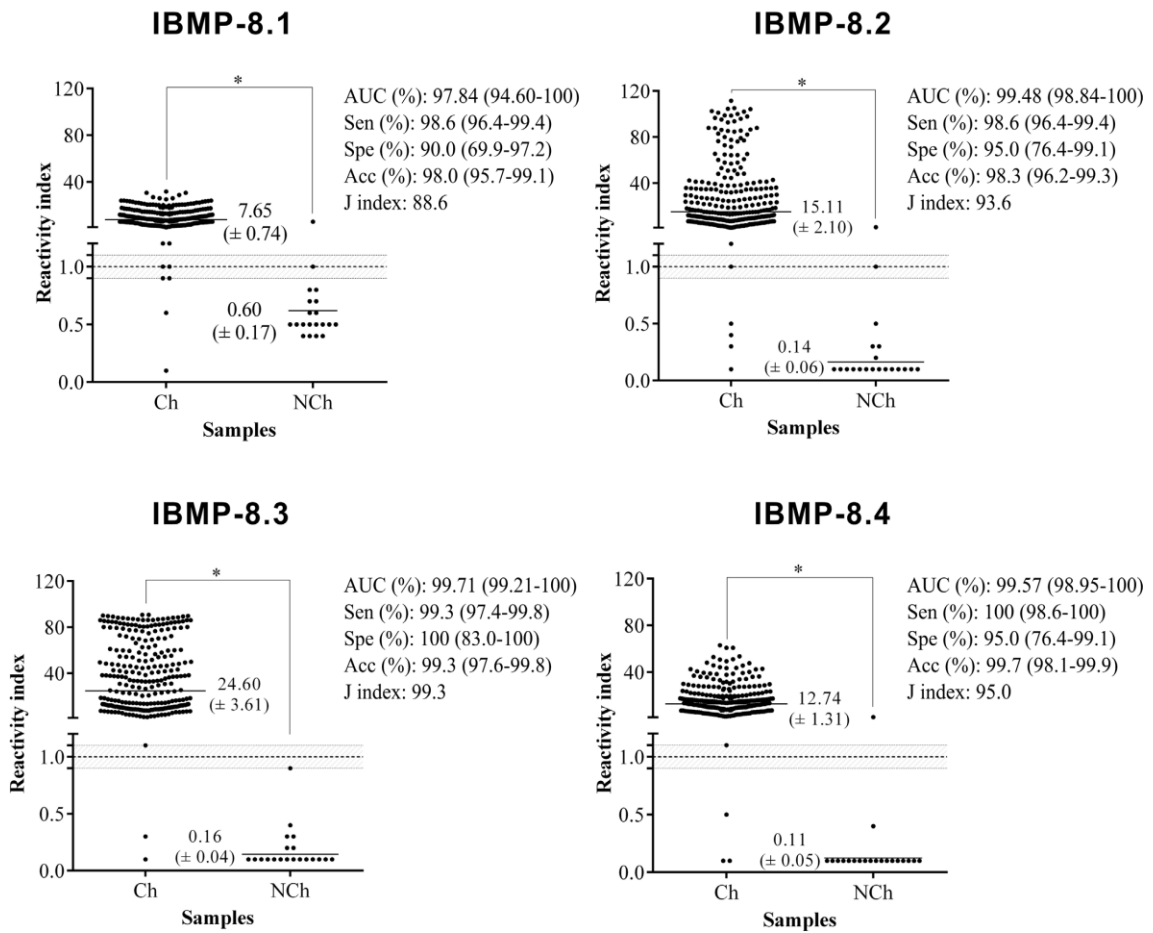 IBMP-8.1
120
80
40
1.0
0.5
0.0
Reactivity index
*
7.65
(± 0.74)
0.60
(± 0.17)
Ch
NCh
Samples
AUC (%): 97.84 (94.60-100)
Sen (%): 98.6 (96.4-99.4)
Spe (%): 90.0 (69.9-97.2)
Acc (%): 98.0 (95.7-99.1)
J index: 88.6
IBMP-8.2
120
80
40
1.0
0.5
0.0
Reactivity index
*
15.11
(± 2.10)
0.14
(± 0.06)
Ch
NCh
Samples
AUC (%): 99.48 (98.84-100)
Sen (%): 98.6 (96.4-99.4)
Spe (%): 95.0 (76.4-99.1)
Acc (%): 98.3 (96.2-99.3)
J index: 93.6
IBMP-8.3
120
80
40
1.0
0.5
0.0
Reactivity index
*
24.60
(± 3.61)
0.16
(± 0.04)
Ch
NCh
Samples
AUC (%): 99.71 (99.21-100)
Sen (%): 99.3 (97.4-99.8)
Spe (%): 100 (83.0-100)
Acc (%): 99.3 (97.6-99.8)
J index: 99.3
IBMP-8.4
120
80
40
1.0
0.5
0.0
Reactivity index
*
12.74
(± 1.31)
0.11
(± 0.05)
Ch
NCh
Samples
AUC (%): 99.57 (98.95-100)
Sen (%): 100 (98.6-100)
Spe (%): 95.0 (76.4-99.1)
Acc (%): 99.7 (98.1-99.9)
J index: 95.0